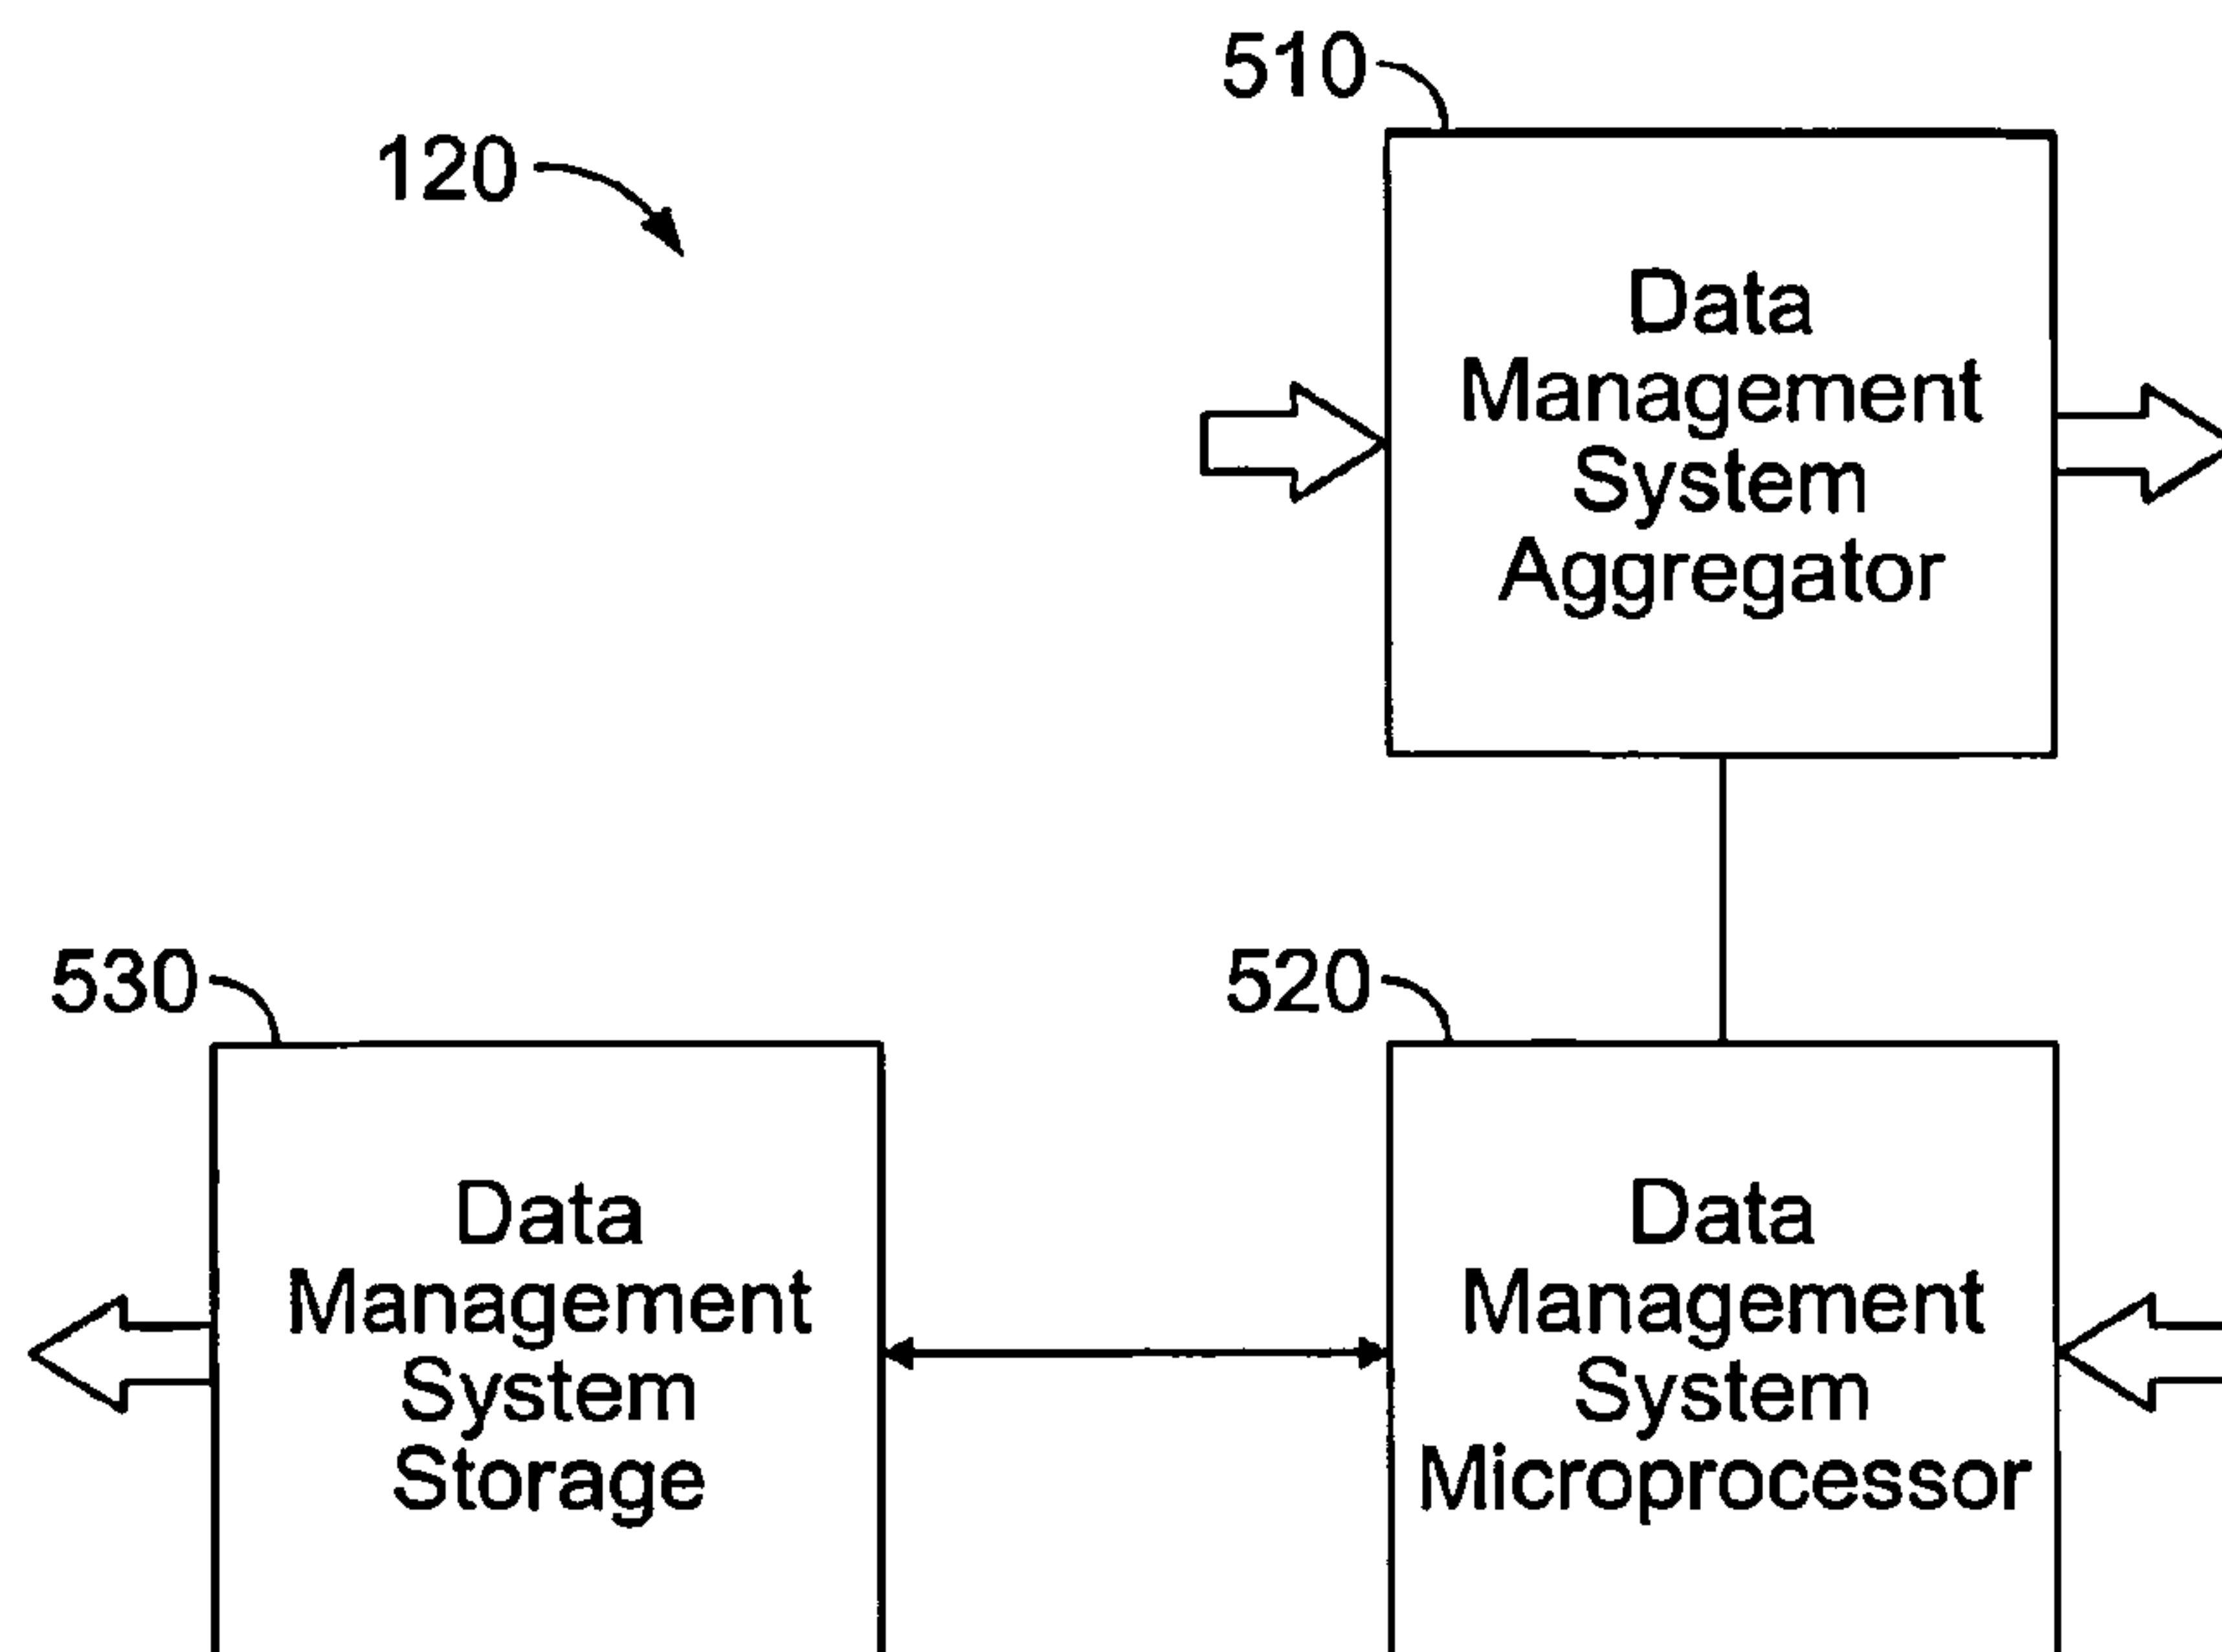 510
120
Data
Management
System
Aggregator
530
520
Data
Management
System
Storage
Data
Management
System
Microprocessor